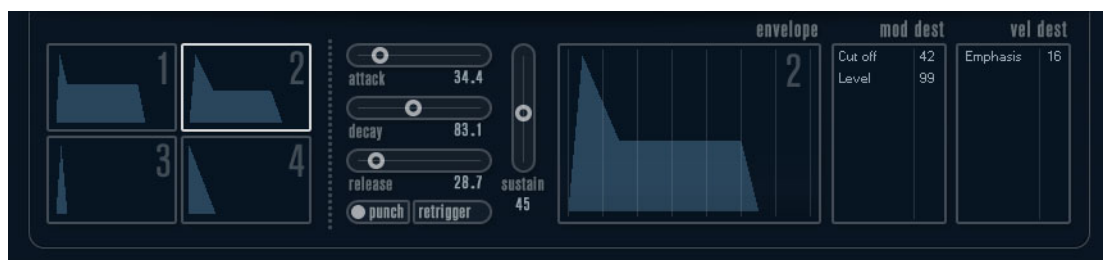 envelope
mod dest
vel dest
1
2
3
4
attack 34.4
decay 83.1
release 28.7
punch
retrigger
sustain
45
2
Cut off 42
Level 99
Emphasis 16